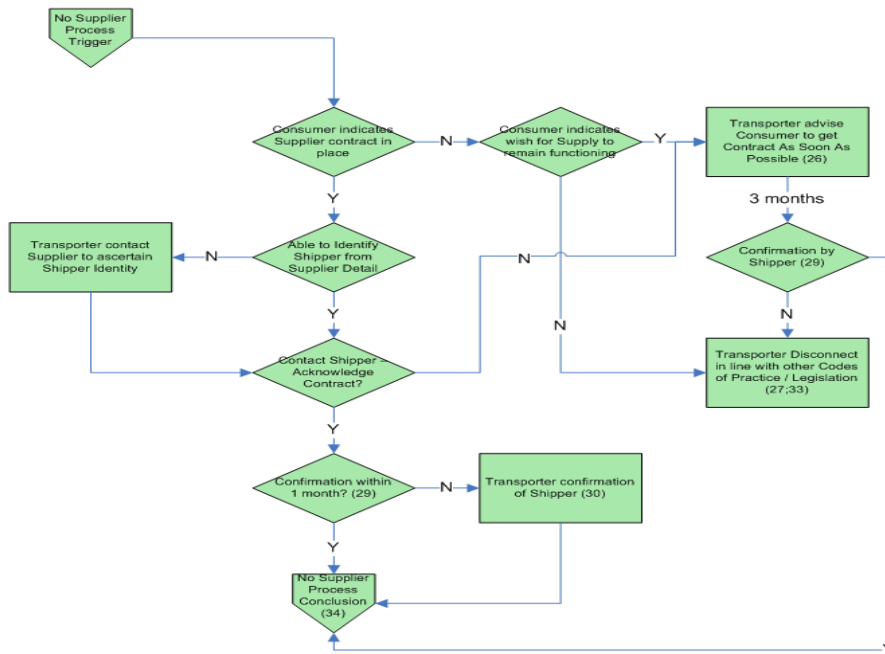 No Supplier
Process
Trigger
Consumer indicates
Supplier contract in
place
N
Consumer indicates
wish for Supply to
remain functioning
Y
Transporter advise
Consumer to get
Contract As Soon As
Possible (26)
Y
3 months
Transporter contact
Supplier to ascertain
Shipper Identity
N
Able to Identify
Shipper from
Supplier Detail
N
Confirmation by
Shipper (29)
Y
N
N
Contact Shipper –
Acknowledge
Contract?
Transporter Disconnect
in line with other Codes
of Practice / Legislation
(27;33)
Y
Confirmation within
1 month? (29)
N
Transporter confirmation
of Shipper (30)
Y
No Supplier
Process
Conclusion
(34)